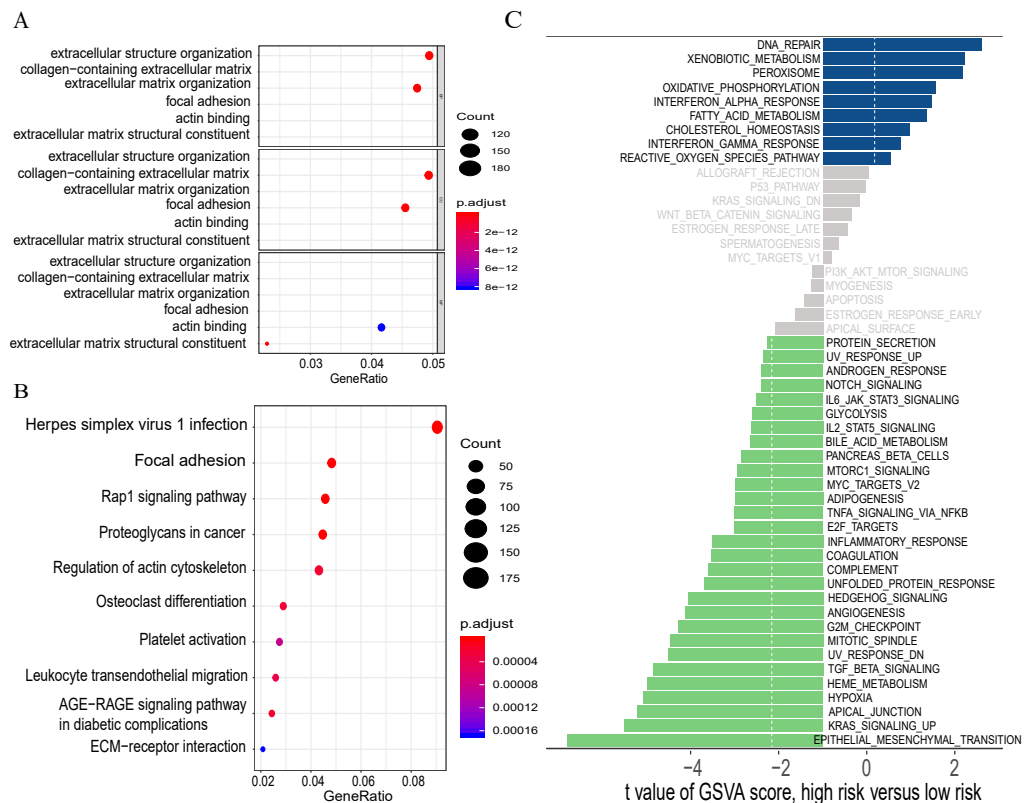 A
extracellular structure organization
collagen-containing extracellular matrix
extracellular matrix organization
focal adhesion
actin binding
extracellular matrix structural constituent
extracellular structure organization
collagen-containing extracellular matrix
extracellular matrix organization
focal adhesion
actin binding
extracellular matrix structural constituent
extracellular structure organization
collagen-containing extracellular matrix
extracellular matrix organization
focal adhesion
actin binding
extracellular matrix structural constituent
0.03 0.04 0.05
GeneRatio
Count
120
150
180
p.adjust
2e-12
4e-12
6e-12
8e-12
B
Herpes simplex virus 1 infection
Focal adhesion
Rap1 signaling pathway
Proteoglycans in cancer
Regulation of actin cytoskeleton
Osteoclast differentiation
Platelet activation
Leukocyte transendothelial migration
AGE-RAGE signaling pathway
in diabetic complications
ECM-receptor interaction
0.02 0.04 0.06 0.08
GeneRatio
Count
50
75
100
125
150
175
p.adjust
0.00004
0.00008
0.00012
0.00016
C
DNA_REPAIR
XENOBIOTIC_METABOLISM
PEROXISOME
OXIDATIVE_PHOSPHORYLATION
INTERFERON_ALPHA_RESPONSE
FATTY_ACID_METABOLISM
CHOLESTEROL_HOMEOSTASIS
INTERFERON_GAMMA_RESPONSE
REACTIVE_OXYGEN_SPECIES_PATHWAY
ALLOGRAFT_REJECTION
P53_PATHWAY
KRAS_SIGNALING_DN
WNT_BETA_CATENIN_SIGNALING
ESTROGEN_RESPONSE_LATE
SPERMATOGENESIS
MYC_TARGETS_V1
PI3K_AKT_MTOR_SIGNALING
MYOGENESIS
APOPTOSIS
ESTROGEN_RESPONSE_EARLY
APICAL_SURFACE
PROTEIN_SECRETION
UV_RESPONSE_UP
ANDROGEN_RESPONSE
NOTCH_SIGNALING
IL6_JAK_STAT3_SIGNALING
GLYCOLYSIS
IL2_STAT5_SIGNALING
BILE_ACID_METABOLISM
PANCREAS_BETA_CELLS
MTORC1_SIGNALING
MYC_TARGETS_V2
ADIPOGENESIS
TNFA_SIGNALING_VIA_NFKB
E2F_TARGETS
INFLAMMATORY_RESPONSE
COAGULATION
COMPLEMENT
UNFOLDED_PROTEIN_RESPONSE
HEDGEHOG_SIGNALING
ANGIOGENESIS
G2M_CHECKPOINT
MITOTIC_SPINDLE
UV_RESPONSE_DN
TGF_BETA_SIGNALING
HEME_METABOLISM
HYPOXIA
APICAL_JUNCTION
KRAS_SIGNALING_UP
EPITHELIAL_MESENCHYMAL_TRANSITION
−4 −2 0 2
t value of GSVA score, high risk versus low risk